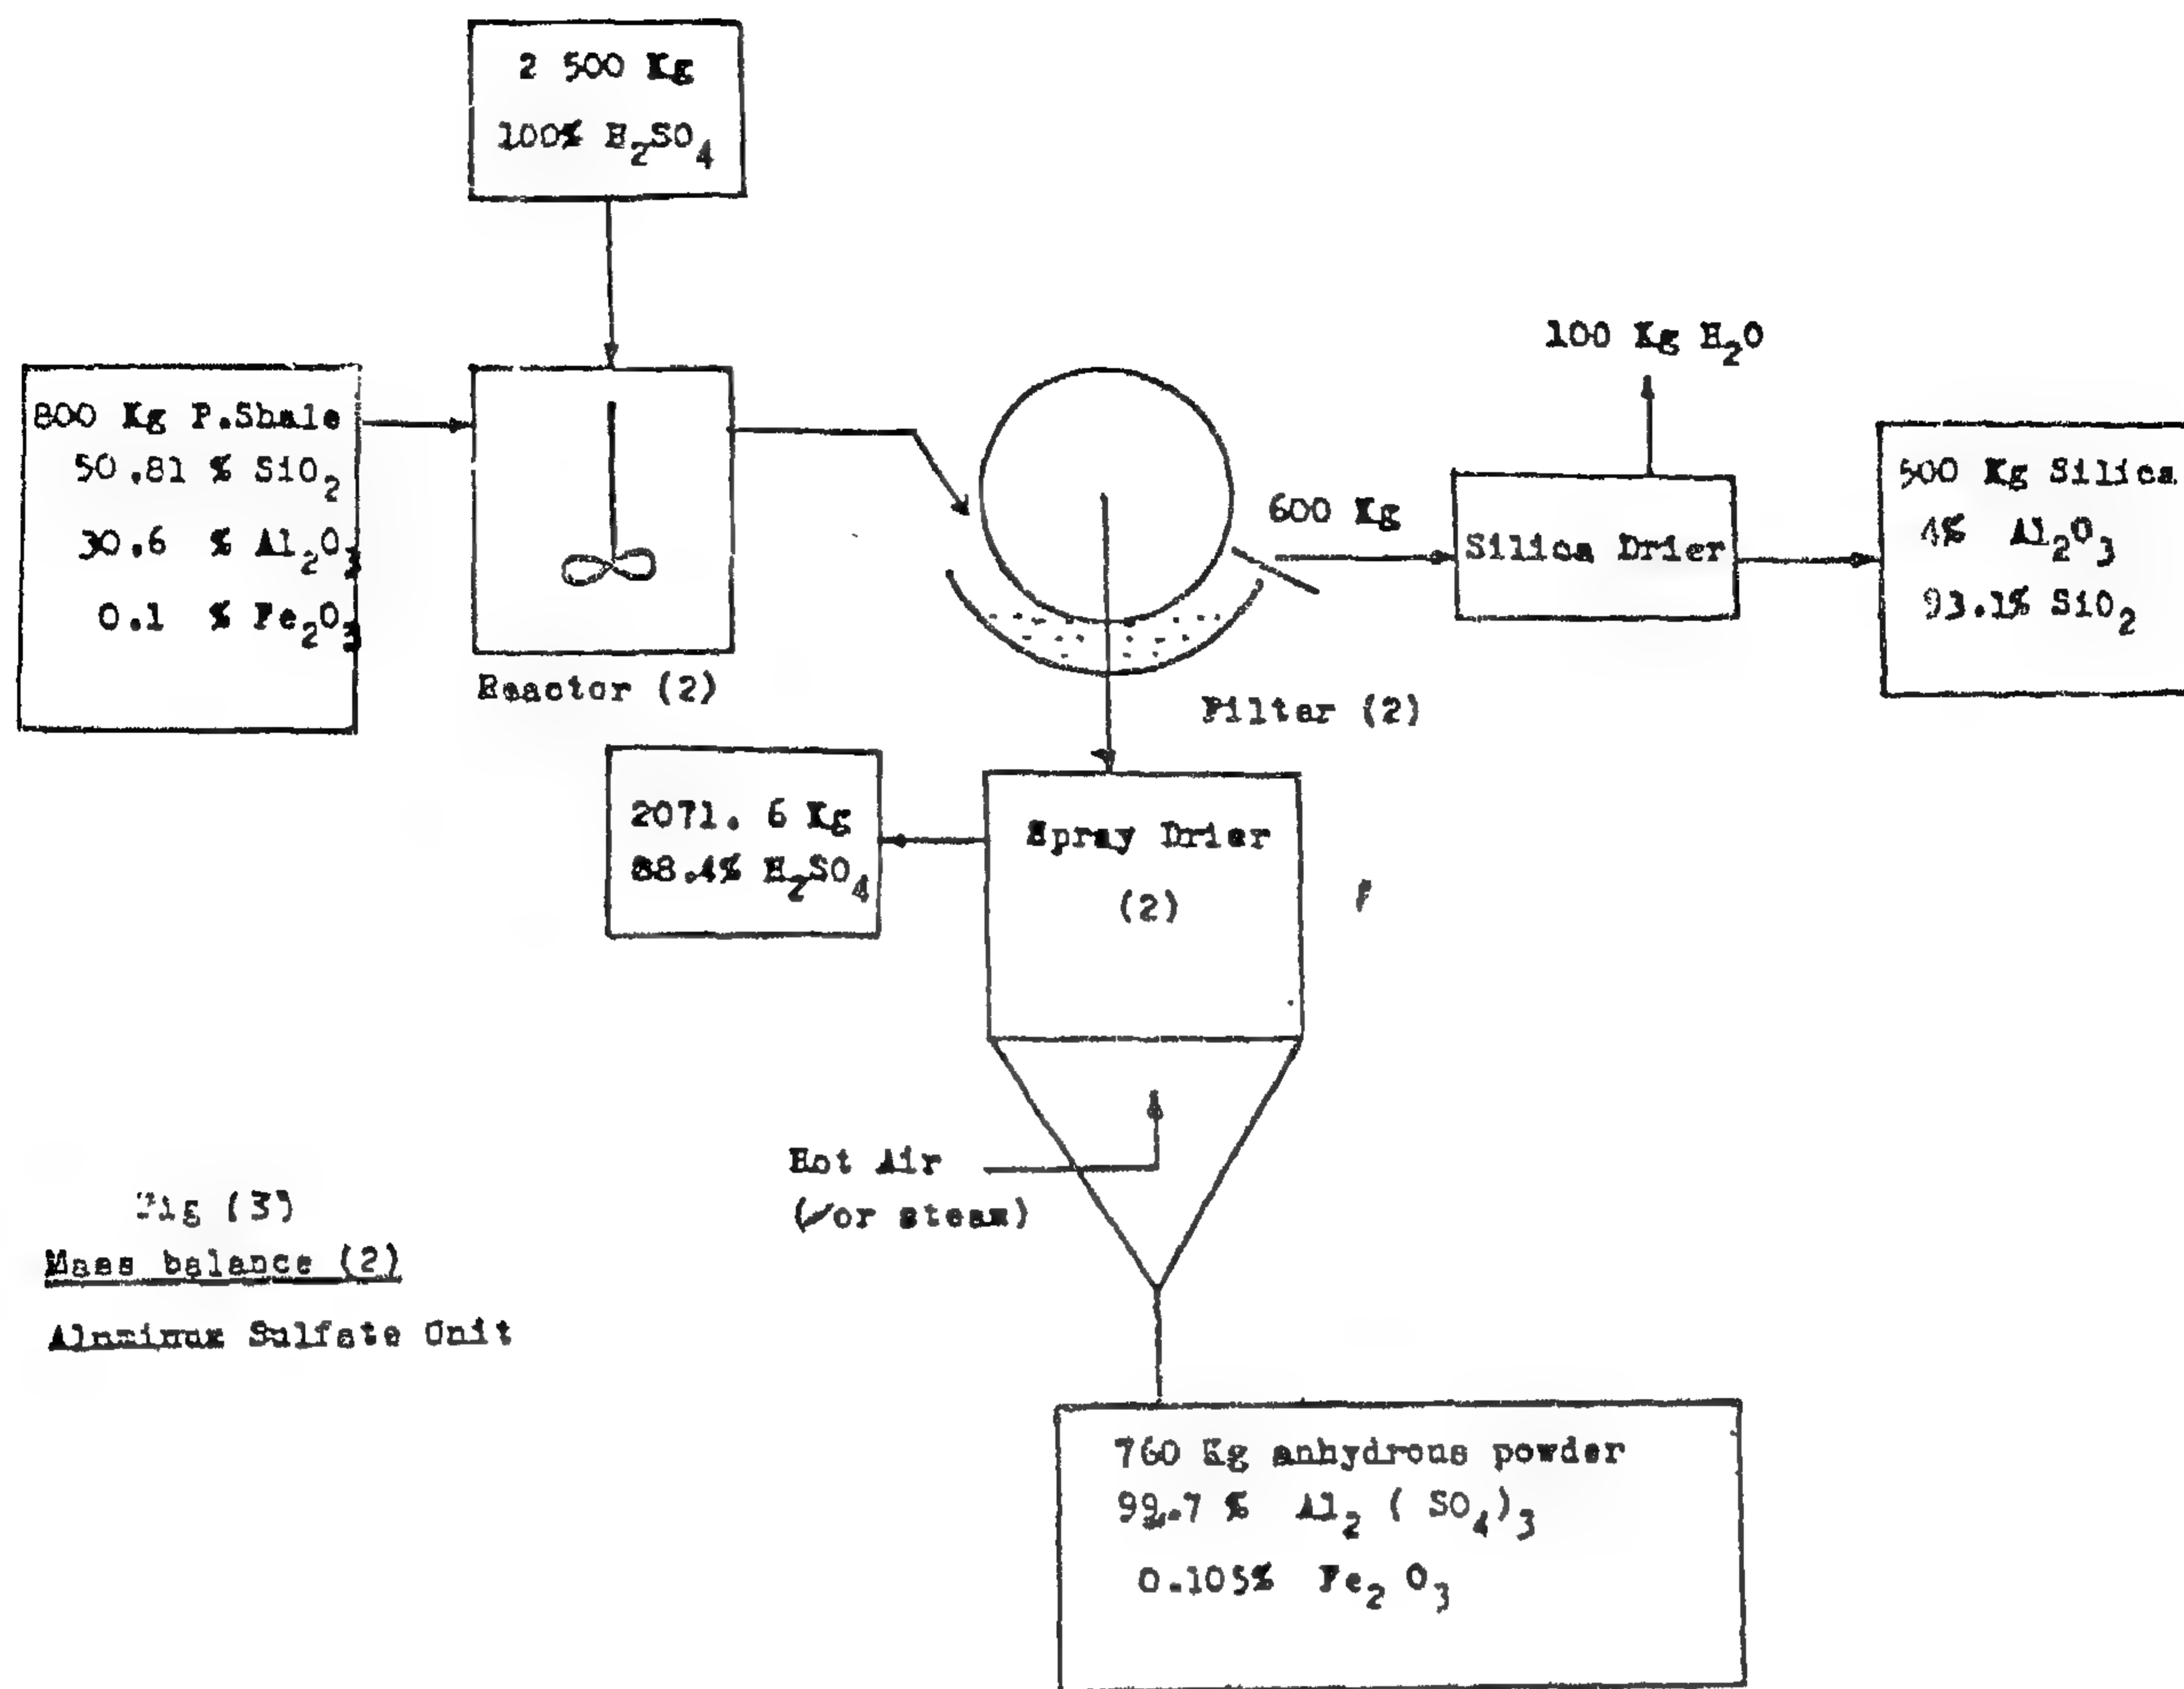 2 500 Kg
100% H₂SO₄
800 Kg P.Shale
50.81 % SiO₂
30.6 % Al₂O₃
0.1 % Fe₂O₃
Reactor (2)
Filter (2)
600 Kg
100 Kg H₂O
Silica Drier
500 Kg Silica
4% Al₂O₃
93.1% SiO₂
2071. 6 Kg
88.4% H₂SO₄
Spray Drier
(2)
Hot Air
(/or steam)
Fig (3)
Mass balance (2)
Aluminum Sulfate Unit
760 Kg anhydrous powder
99.7 % Al₂ ( SO₄)₃
0.105% Fe₂ O₃